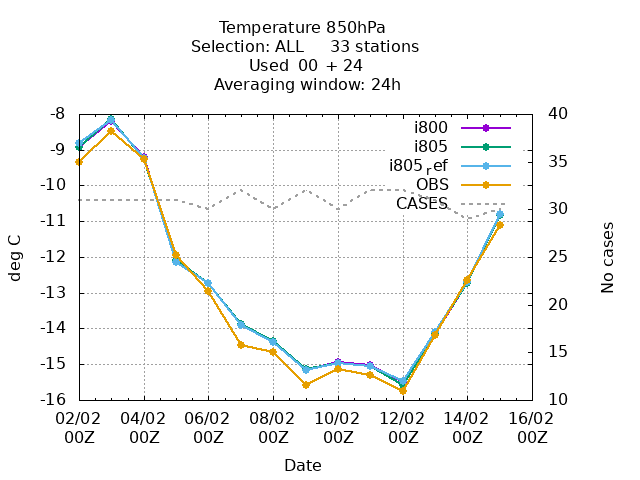 Temperature 850hPa
Selection: ALL 33 stations
Used 00 + 24
Averaging window: 24h
-8 40
i800
i805
-9 35
i805ref
OBS
-10
CASES 30
-11
-12 25
deg C
No cases
-13
20
-14
-15 15
-16 10
02/02 04/02 06/02 08/02 10/02 12/02 14/02 16/02
00Z 00Z 00Z 00Z 00Z 00Z 00Z 00Z
Date